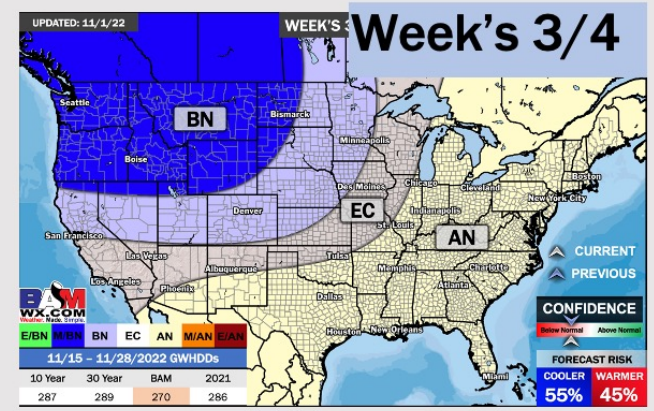 UPDATED: 11/1/22
WEEK'S 3
Week's 3/4
Seattle
BN
Bismarck
Minneapolis
Boise
Boston
Des Moines
Chicago
Cleveland
New York City
Denver
EC
Indianapolis
St. Louis
AN
San Francisco
Las Vegas
Tulsa
CURRENT
Albuquerque
Memphis
Charlotte
PREVIOUS
Los Angeles
Phoenix
Atlanta
Dallas
BAM
WX.COM
Weather. Made. Simple.
CONFIDENCE
Houston
New Orleans
Below Normal Above Normal
E/BN M/BN BN EC AN M/AN E/AN
11/15 – 11/28/2022 GWHDDs
FORECAST RISK
10 Year 30 Year BAM 2021
Miami
COOLER WARMER
287 289 270 286
55% 45%